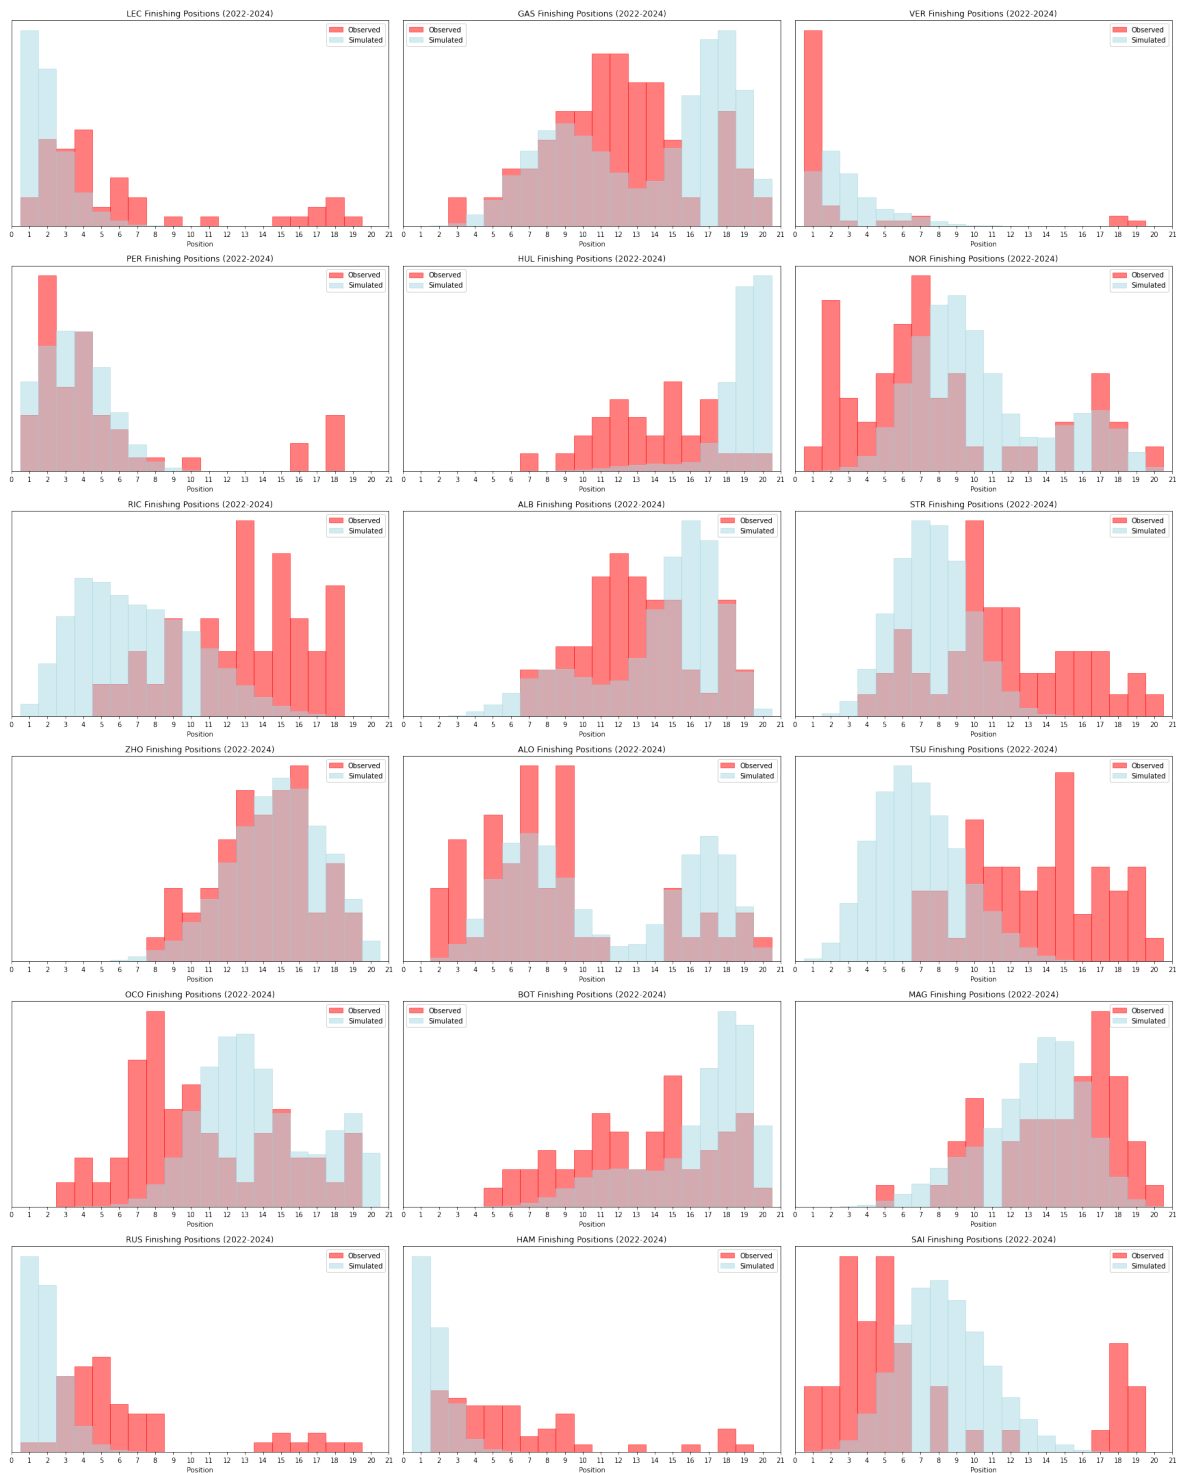 LEC Finishing Positions (2022-2024)
Observed
Simulated
0 1 2 3 4 5 6 7 8 9 10 11 12 13 14 15 16 17 18 19 20 21
Position
GAS Finishing Positions (2022-2024)
Observed
Simulated
0 1 2 3 4 5 6 7 8 9 10 11 12 13 14 15 16 17 18 19 20 21
Position
VER Finishing Positions (2022-2024)
Observed
Simulated
0 1 2 3 4 5 6 7 8 9 10 11 12 13 14 15 16 17 18 19 20 21
Position
PER Finishing Positions (2022-2024)
Observed
Simulated
0 1 2 3 4 5 6 7 8 9 10 11 12 13 14 15 16 17 18 19 20 21
Position
HUL Finishing Positions (2022-2024)
Observed
Simulated
0 1 2 3 4 5 6 7 8 9 10 11 12 13 14 15 16 17 18 19 20 21
Position
NOR Finishing Positions (2022-2024)
Observed
Simulated
0 1 2 3 4 5 6 7 8 9 10 11 12 13 14 15 16 17 18 19 20 21
Position
RIC Finishing Positions (2022-2024)
Observed
Simulated
0 1 2 3 4 5 6 7 8 9 10 11 12 13 14 15 16 17 18 19 20 21
Position
ALB Finishing Positions (2022-2024)
Observed
Simulated
0 1 2 3 4 5 6 7 8 9 10 11 12 13 14 15 16 17 18 19 20 21
Position
STR Finishing Positions (2022-2024)
Observed
Simulated
0 1 2 3 4 5 6 7 8 9 10 11 12 13 14 15 16 17 18 19 20 21
Position
ZHO Finishing Positions (2022-2024)
Observed
Simulated
0 1 2 3 4 5 6 7 8 9 10 11 12 13 14 15 16 17 18 19 20 21
Position
ALO Finishing Positions (2022-2024)
Observed
Simulated
0 1 2 3 4 5 6 7 8 9 10 11 12 13 14 15 16 17 18 19 20 21
Position
TSU Finishing Positions (2022-2024)
Observed
Simulated
0 1 2 3 4 5 6 7 8 9 10 11 12 13 14 15 16 17 18 19 20 21
Position
OCO Finishing Positions (2022-2024)
Observed
Simulated
0 1 2 3 4 5 6 7 8 9 10 11 12 13 14 15 16 17 18 19 20 21
Position
BOT Finishing Positions (2022-2024)
Observed
Simulated
0 1 2 3 4 5 6 7 8 9 10 11 12 13 14 15 16 17 18 19 20 21
Position
MAG Finishing Positions (2022-2024)
Observed
Simulated
0 1 2 3 4 5 6 7 8 9 10 11 12 13 14 15 16 17 18 19 20 21
Position
RUS Finishing Positions (2022-2024)
Observed
Simulated
0 1 2 3 4 5 6 7 8 9 10 11 12 13 14 15 16 17 18 19 20 21
Position
HAM Finishing Positions (2022-2024)
Observed
Simulated
0 1 2 3 4 5 6 7 8 9 10 11 12 13 14 15 16 17 18 19 20 21
Position
SAI Finishing Positions (2022-2024)
Observed
Simulated
0 1 2 3 4 5 6 7 8 9 10 11 12 13 14 15 16 17 18 19 20 21
Position